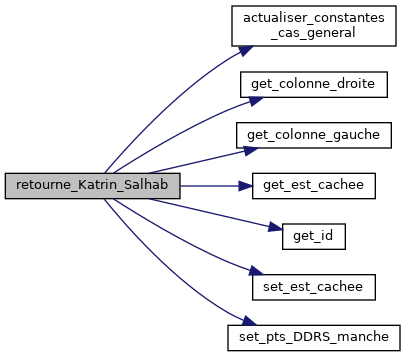 actualiser_constantes
_cas_general
get_colonne_droite
get_colonne_gauche
retourne_Katrin_Salhab
get_est_cachee
get_id
set_est_cachee
set_pts_DDRS_manche